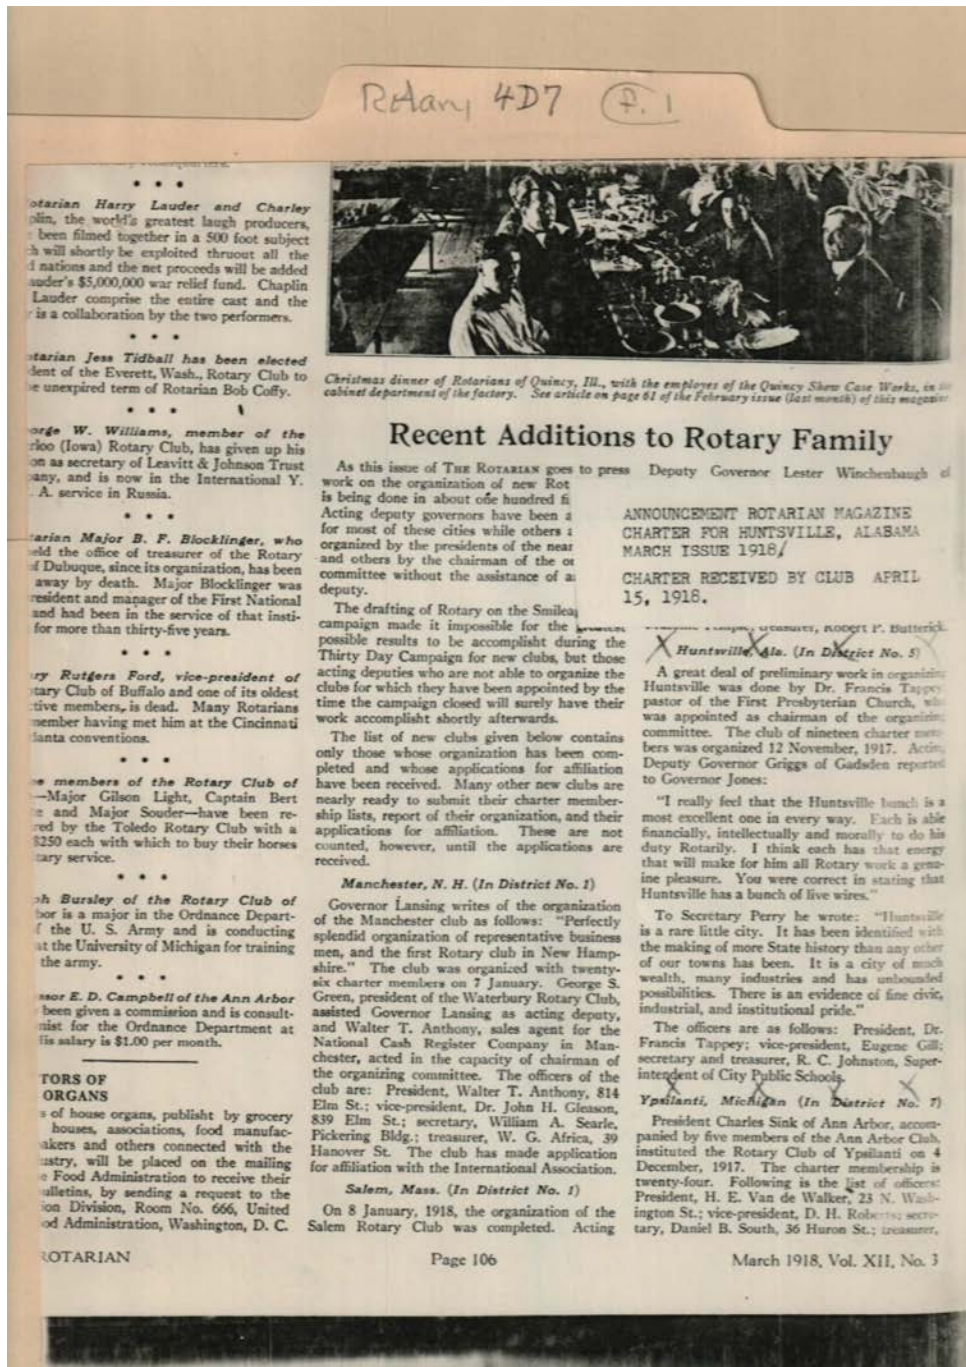 Rotary 4D7 P. 1
• • •
otarian Harry Lauder and Charley
plin, the world's greatest laugh producers,
been filmed together in a 500 foot subject
h will shortly be exploited thruout all the
d nations and the net proceeds will be added
auder's $5,000,000 war relief fund. Chaplin
Lauder comprise the entire cast and the
r is a collaboration by the two performers.
• • •
otarian Jess Tidball has been elected
dent of the Everett, Wash., Rotary Club to
e unexpired term of Rotarian Bob Coffy.
• • •
orge W. Williams, member of the
rloo (Iowa) Rotary Club, has given up his
on as secretary of Leavitt & Johnson Trust
pany, and is now in the International Y.
. A. service in Russia.
• • •
tarian Major B. F. Blocklinger, who
eld the office of treasurer of the Rotary
of Dubuque, since its organization, has been
away by death. Major Blocklinger was
resident and manager of the First National
and had been in the service of that insti-
for more than thirty-five years.
• • •
ry Rutgers Ford, vice-president of
tary Club of Buffalo and one of its oldest
ctive members, is dead. Many Rotarians
member having met him at the Cincinnati
lanta conventions.
• • •
e members of the Rotary Club of
—Major Gilson Light, Captain Bert
e and Major Souder—have been re-
red by the Toledo Rotary Club with a
$250 each with which to buy their horses
tary service.
• • •
ph Bursley of the Rotary Club of
bor is a major in the Ordnance Depart-
f the U. S. Army and is conducting
at the University of Michigan for training
the army.
• • •
ssor E. D. Campbell of the Ann Arbor
been given a commission and is consult-
mist for the Ordnance Department at
His salary is $1.00 per month.
TORS OF
ORGANS
s of house organs, publisht by grocery
houses, associations, food manufac-
akers and others connected with the
ustry, will be placed on the mailing
e Food Administration to receive their
ulletins, by sending a request to the
ion Division, Room No. 666, United
od Administration, Washington, D. C.
Christmas dinner of Rotarians of Quincy, Ill., with the employes of the Quincy Show Case Works, in the
cabinet department of the factory. See article on page 61 of the February issue (last month) of this magazine
Recent Additions to Rotary Family
As this issue of THE ROTARIAN goes to press
work on the organization of new Rot
is being done in about one hundred fi
Acting deputy governors have been a
for most of these cities while others a
organized by the presidents of the near
and others by the chairman of the or
committee without the assistance of a
deputy.
The drafting of Rotary on the Smilea
campaign made it impossible for the greatest
possible results to be accomplisht during the
Thirty Day Campaign for new clubs, but those
acting deputies who are not able to organize the
clubs for which they have been appointed by the
time the campaign closed will surely have their
work accomplisht shortly afterwards.
The list of new clubs given below contains
only those whose organization has been com-
pleted and whose applications for affiliation
have been received. Many other new clubs are
nearly ready to submit their charter member-
ship lists, report of their organization, and their
applications for affiliation. These are not
counted, however, until the applications are
received.
Manchester, N. H. (In District No. 1)
Governor Lansing writes of the organization
of the Manchester club as follows: "Perfectly
splendid organization of representative business
men, and the first Rotary club in New Hamp-
shire." The club was organized with twenty-
six charter members on 7 January. George S.
Green, president of the Waterbury Rotary Club,
assisted Governor Lansing as acting deputy,
and Walter T. Anthony, sales agent for the
National Cash Register Company in Man-
chester, acted in the capacity of chairman of
the organizing committee. The officers of the
club are: President, Walter T. Anthony, 814
Elm St.; vice-president, Dr. John H. Gleason,
839 Elm St.; secretary, William A. Searle,
Pickering Bldg.; treasurer, W. G. Africa, 39
Hanover St. The club has made application
for affiliation with the International Association.
Salem, Mass. (In District No. 1)
On 8 January, 1918, the organization of the
Salem Rotary Club was completed. Acting
Deputy Governor Lester Winchenbaugh of
ANNOUNCEMENT ROTARIAN MAGAZINE
CHARTER FOR HUNTSVILLE, ALABAMA
MARCH ISSUE 1918/
CHARTER RECEIVED BY CLUB APRIL
15, 1918.
treasurer, Robert P. Butterick.
Huntsville, Ala. (In District No. 5)
A great deal of preliminary work in organizing
Huntsville was done by Dr. Francis Tappey
pastor of the First Presbyterian Church, who
was appointed as chairman of the organizing
committee. The club of nineteen charter mem-
bers was organized 12 November, 1917. Acting
Deputy Governor Griggs of Gadsden reported
to Governor Jones:
"I really feel that the Huntsville bunch is a
most excellent one in every way. Each is able
financially, intellectually and morally to do his
duty Rotarily. I think each has that energy
that will make for him all Rotary work a genu-
ine pleasure. You were correct in stating that
Huntsville has a bunch of live wires."
To Secretary Perry he wrote: "Huntsville
is a rare little city. It has been identified with
the making of more State history than any other
of our towns has been. It is a city of much
wealth, many industries and has unbounded
possibilities. There is an evidence of fine civic,
industrial, and institutional pride."
The officers are as follows: President, Dr.
Francis Tappey; vice-president, Eugene Gill;
secretary and treasurer, R. C. Johnston, Super-
intendent of City Public Schools.
Ypsilanti, Michigan (In District No. 7)
President Charles Sink of Ann Arbor, accom-
panied by five members of the Ann Arbor Club,
instituted the Rotary Club of Ypsilanti on 4
December, 1917. The charter membership is
twenty-four. Following is the list of officers:
President, H. E. Van de Walker, 23 N. Wash-
ington St.; vice-president, D. H. Roberts; secre-
tary, Daniel B. South, 36 Huron St.; treasurer,
ROTARIAN Page 106 March 1918, Vol. XII, No. 3